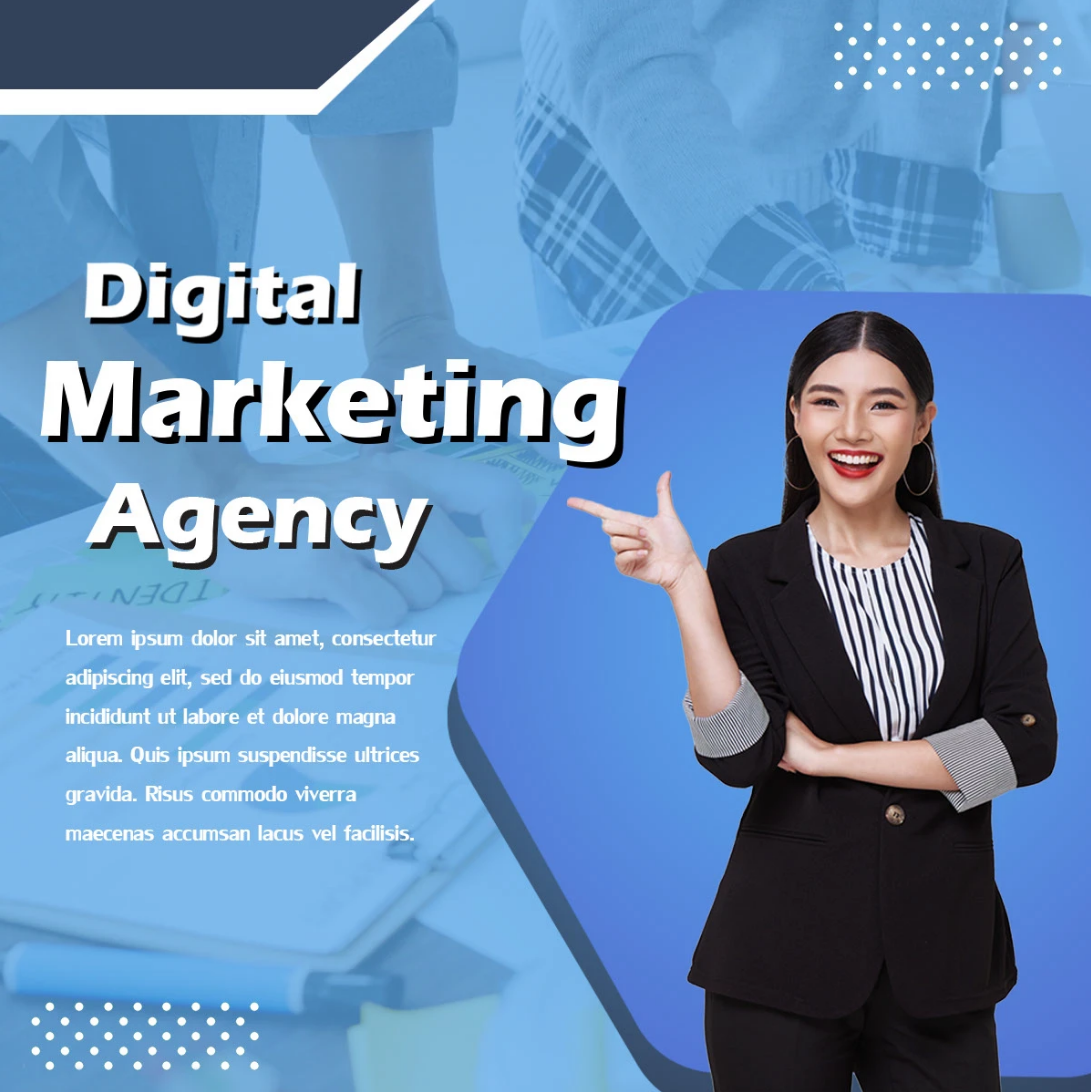 Digital
Marketing
Agency
IDENTIT
Lorem ipsum dolor sit amet, consectetur
adipiscing elit, sed do eiusmod tempor
incididunt ut labore et dolore magna
aliqua. Quis ipsum suspendisse ultrices
gravida. Risus commodo viverra
maecenas accumsan lacus vel facilisis.